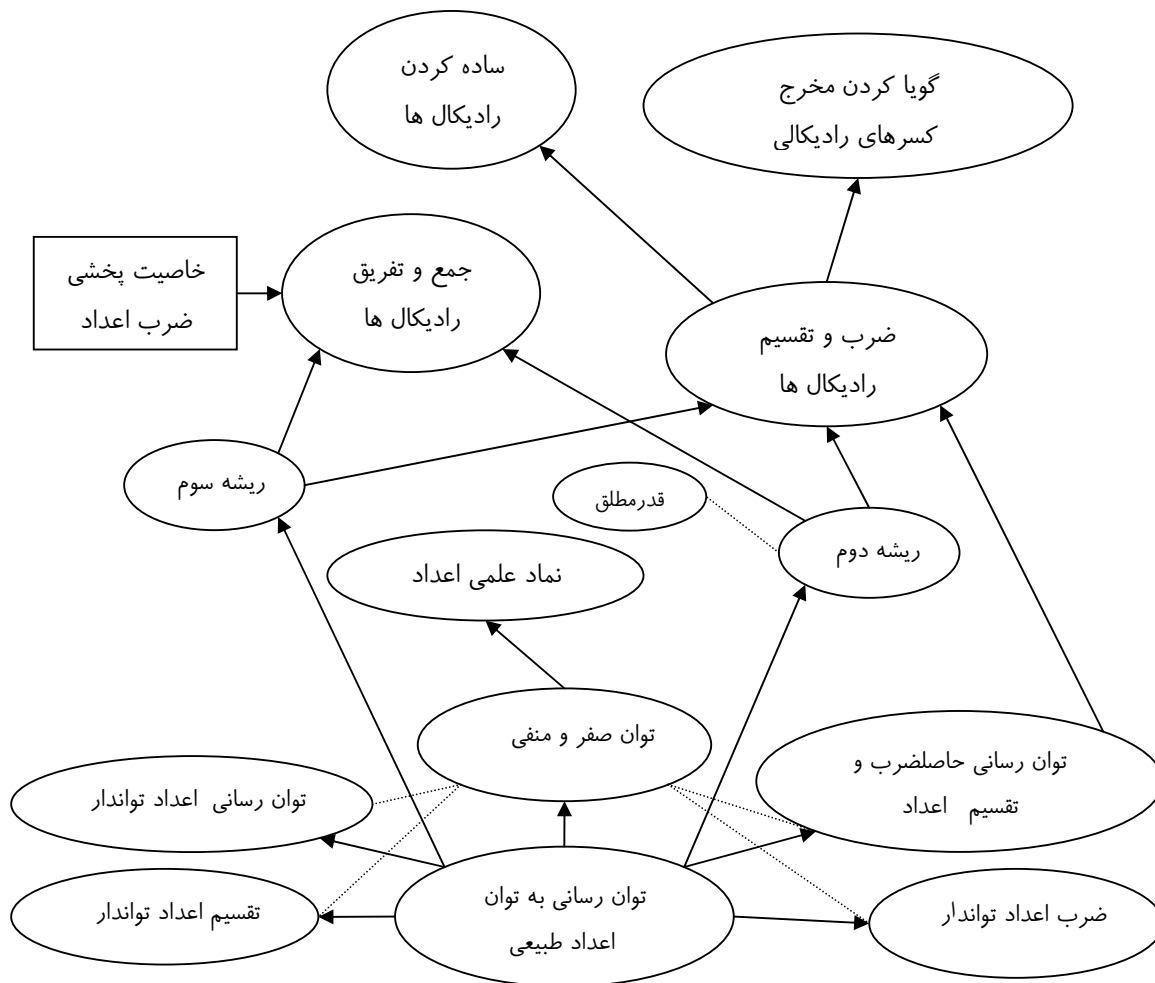 ساده کردن
رادیکال ها
گویا کردن مخرج
کسرهای رادیکالی
خاصیت پخشی
ضرب اعداد
جمع و تفریق
رادیکال ها
ضرب و تقسیم
رادیکال ها
ریشه سوم
قدرمطلق
ریشه دوم
نماد علمی اعداد
توان صفر و منفی
توان رسانی حاصلضرب و
تقسیم اعداد
توان رسانی اعداد تواندار
توان رسانی به توان
اعداد طبیعی
تقسیم اعداد تواندار
ضرب اعداد تواندار